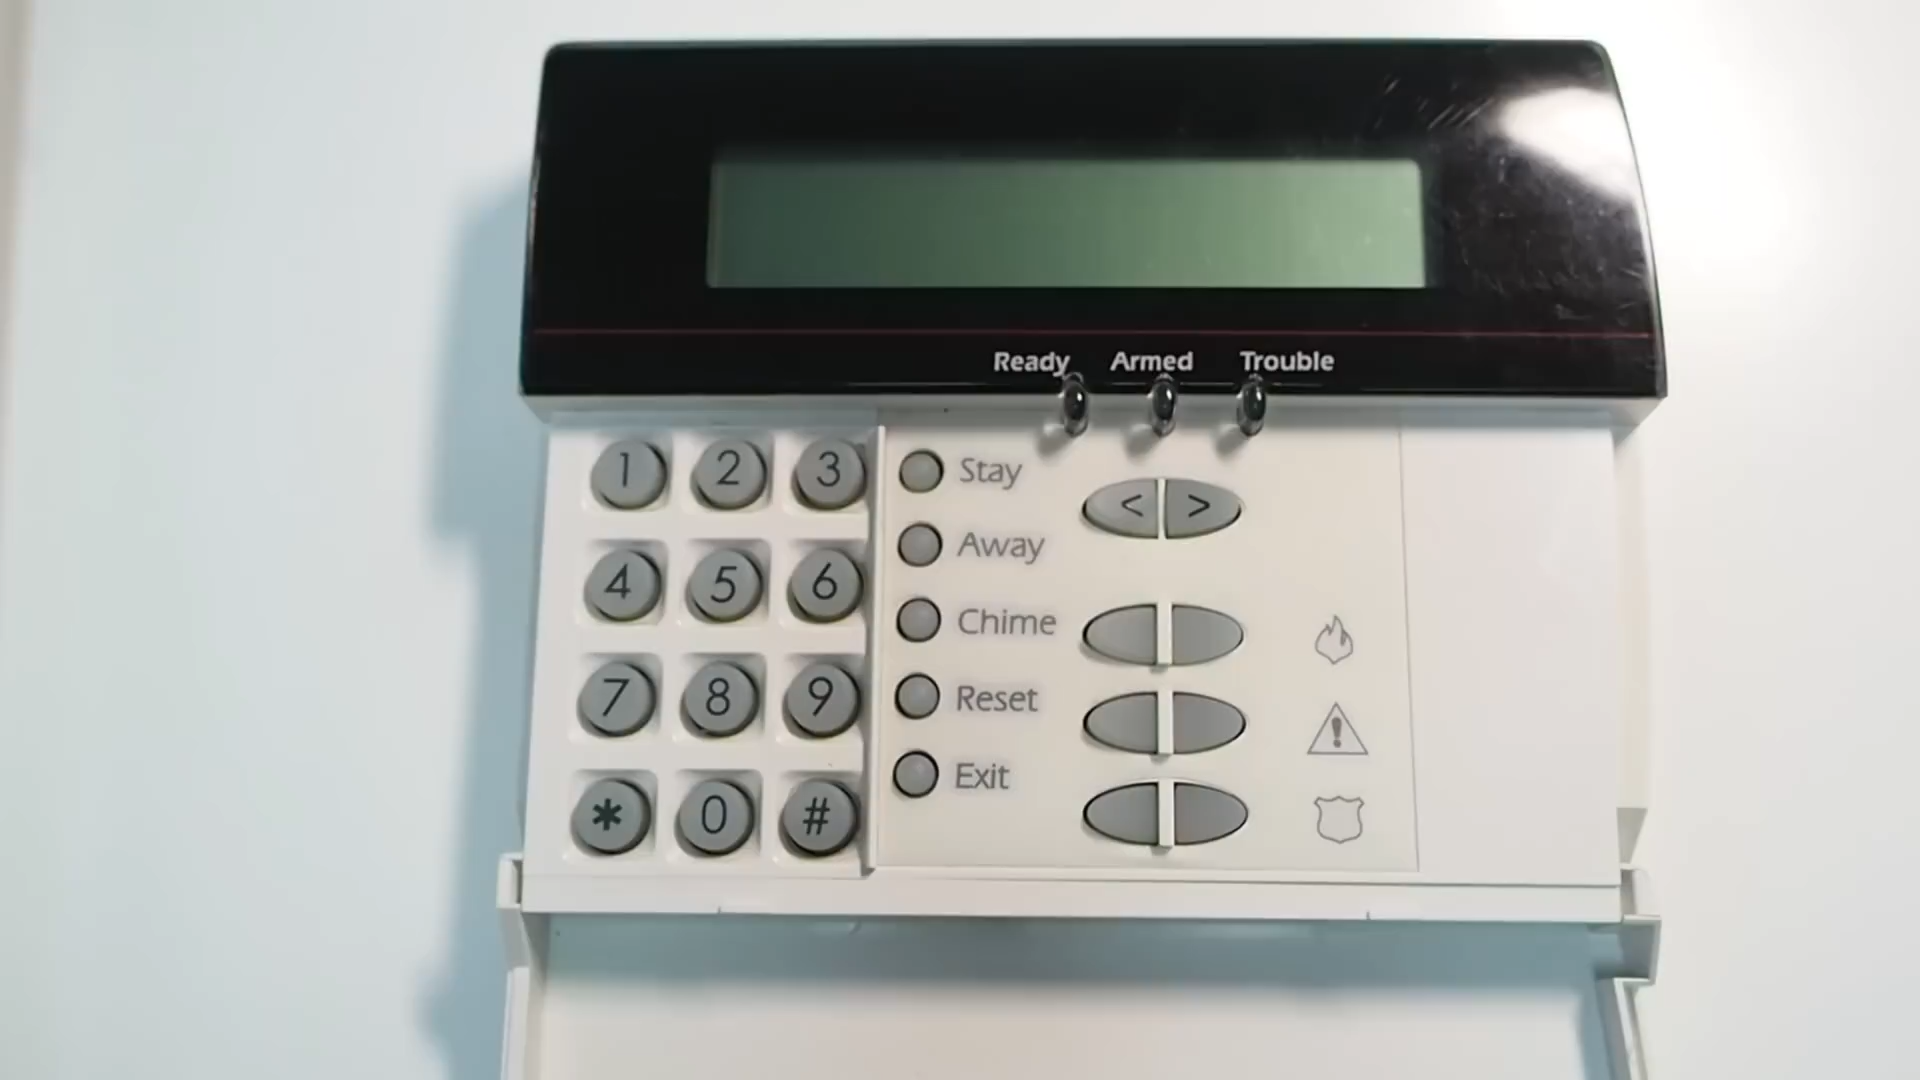 Ready Armed Trouble
1 2 3 Stay < >
Away
4 5 6
Chime
7 8 9 Reset
Exit
* 0 #